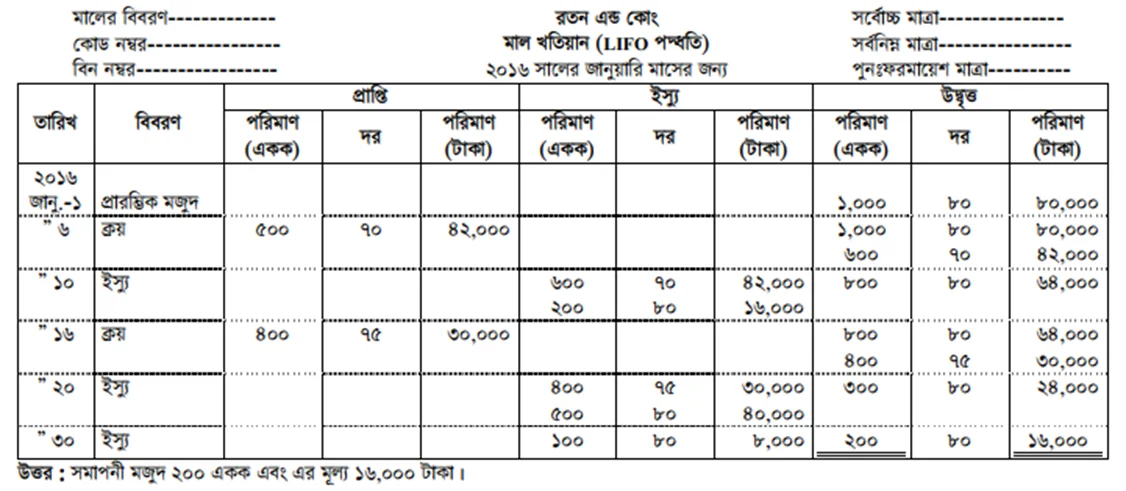 মালের বিবরণ-------------- রতন এন্ড কোং সর্বোচ্চ মাত্রা--------------
কোড নম্বর----------------- মাল খতিয়ান (LIFO পদ্ধতি) সর্বনিম্ন মাত্রা----------------
বিন নম্বর------------------ ২০১৬ সালের জানুয়ারি মাসের জন্য পুনঃফরমায়েশ মাত্রা----------
তারিখ বিবরণ প্রাপ্তি ইস্যু উদ্বৃত্ত
পরিমাণ (একক) দর পরিমাণ (টাকা) পরিমাণ (একক) দর পরিমাণ (টাকা) পরিমাণ (একক) দর পরিমাণ (টাকা)
২০১৬
জানু.-১ প্রারম্ভিক মজুদ ১,০০০ ৮০ ৮০,০০০
” ৬ ক্রয় ৫০০ ৭০ ৪২,০০০ ১,০০০ ৮০ ৮০,০০০
৬০০ ৭০ ৪২,০০০
” ১০ ইস্যু ৬০০ ৭০ ৪২,০০০ ৮০০ ৮০ ৬৪,০০০
২০০ ৮০ ১৬,০০০
” ১৬ ক্রয় ৪০০ ৭৫ ৩০,০০০ ৮০০ ৮০ ৬৪,০০০
৪০০ ৭৫ ৩০,০০০
” ২০ ইস্যু ৪০০ ৭৫ ৩০,০০০ ৩০০ ৮০ ২৪,০০০
৫০০ ৮০ ৪০,০০০
” ৩০ ইস্যু ১০০ ৮০ ৮,০০০ ২০০ ৮০ ১৬,০০০
উত্তর : সমাপনী মজুদ ২০০ একক এবং এর মূল্য ১৬,০০০ টাকা।